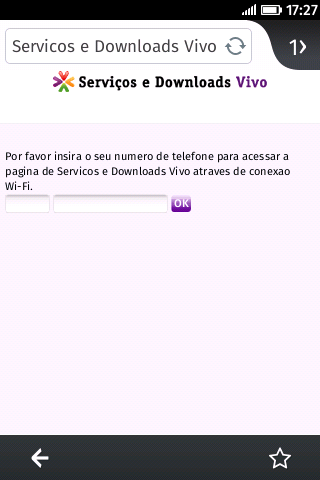 17:27
Servicos e Downloads Vivo
1
Serviços e Downloads Vivo
Por favor insira o seu numero de telefone para acessar a
pagina de Servicos e Downloads Vivo atraves de conexao
Wi-Fi.
OK